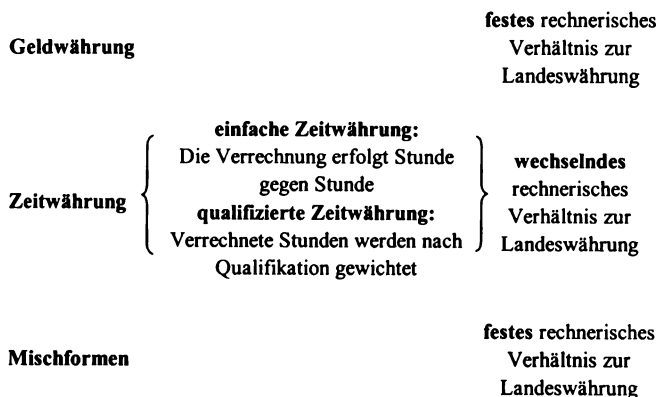 Geldwährung
festes rechnerisches
Verhältnis zur
Landeswährung
Zeitwährung
einfache Zeitwährung:
Die Verrechnung erfolgt Stunde
gegen Stunde
qualifizierte Zeitwährung:
Verrechnete Stunden werden nach
Qualifikation gewichtet
wechselndes
rechnerisches
Verhältnis zur
Landeswährung
Mischformen
festes rechnerisches
Verhältnis zur
Landeswährung